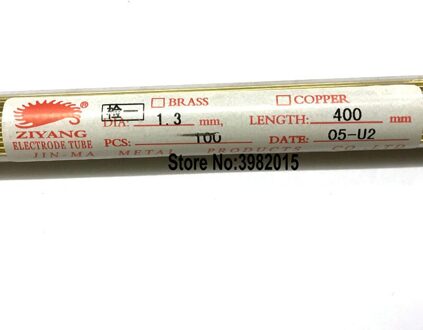 ®
ZIYANG
ELECTRODE TUBE
BRASS COPPER
DIA: 1.3 mm, LENGTH: 400 mm
PCS: 100 DATE: 05-U2
JIN-MA METAL PRODUCTS CO.LTD
Store No:3982015